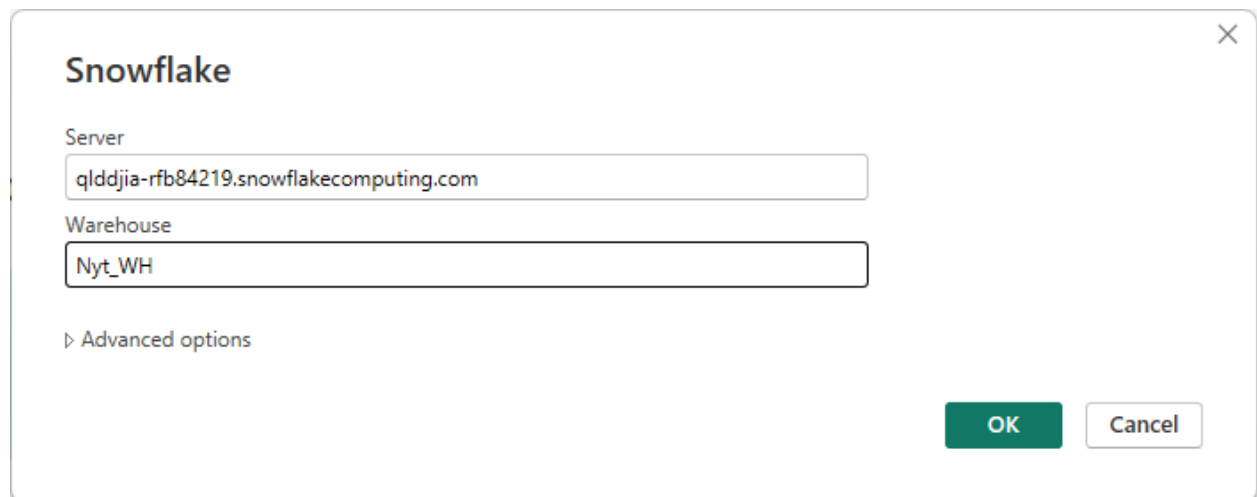 Snowflake
Server
qlddjia-rfb84219.snowflakecomputing.com
Warehouse
Nyt_WH
Advanced options
OK Cancel